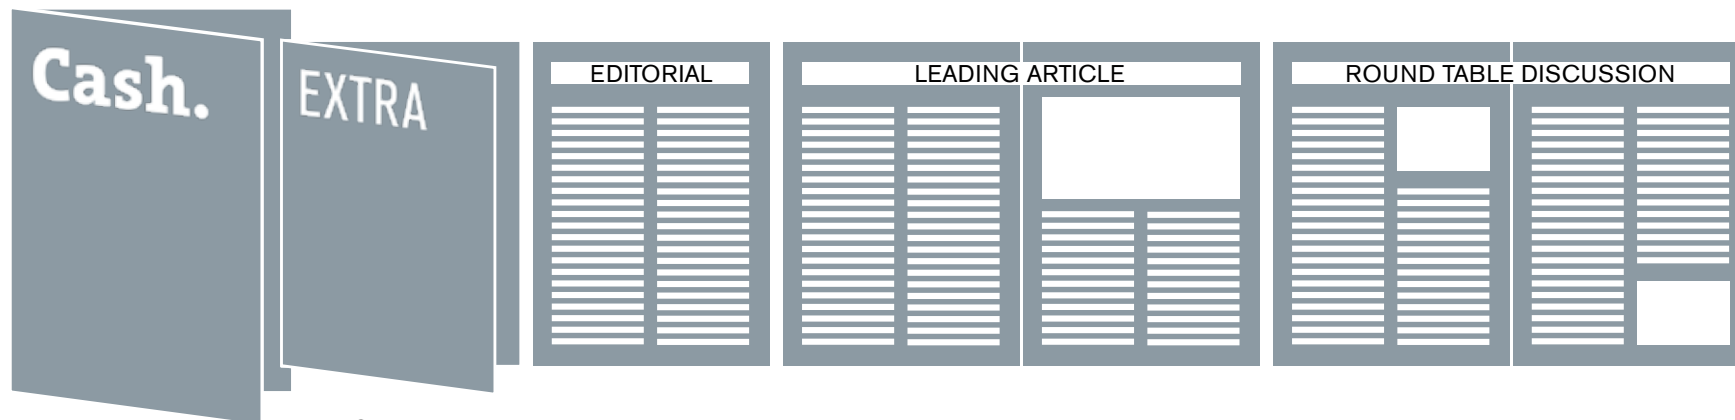 Cash.
EXTRA
EDITORIAL
LEADING ARTICLE
ROUND TABLE DISCUSSION